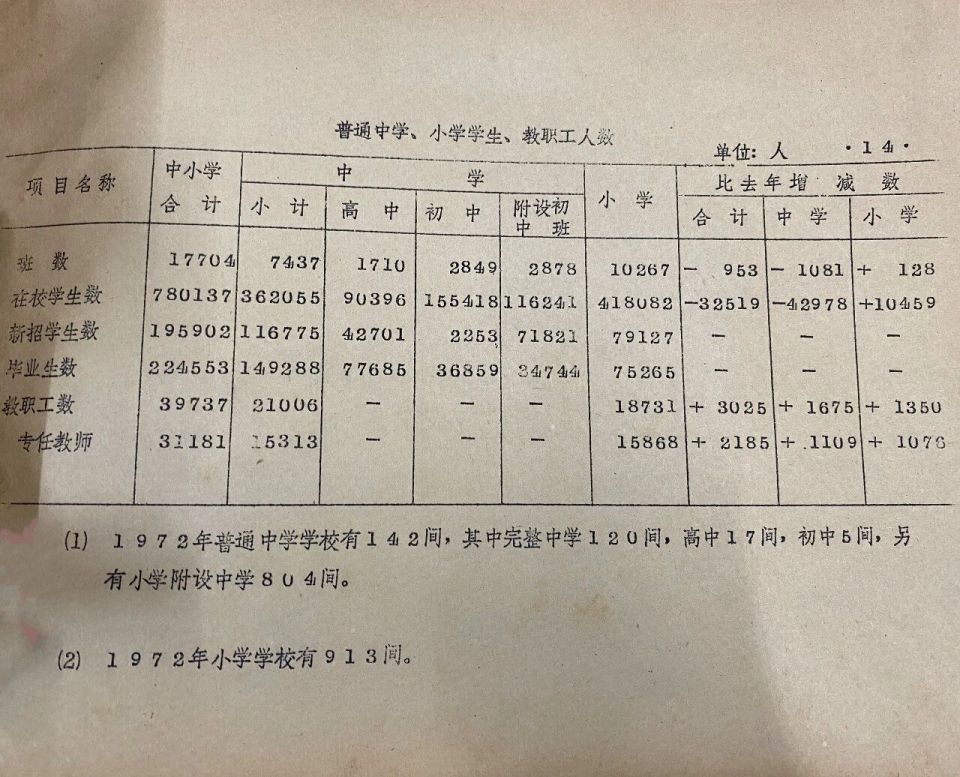 普通中学、小学学生、教职工人数
单位：人 ·14·
项目名称 中小学合计 中学 小学 比去年增减数
小计 高中 初中 附设初中班 合计 中学 小学
班数 17704 7437 1710 2849 2878 10267 － 953 － 1081 ＋ 128
在校学生数 780137 362055 90396 155418 116241 418082 －32519 －42978 ＋10459
新招学生数 195902 116775 42701 2253 71821 79127 － － －
毕业生数 224553 149288 77685 36859 34744 75265 － － －
教职工数 39737 21006 － － － 18731 ＋ 3025 ＋ 1675 ＋ 1350
专任教师 31181 15313 － － － 15868 ＋ 2185 ＋ 1109 ＋ 1076
(1) 1972年普通中学学校有142间，其中完整中学120间，高中17间，初中5间，另
有小学附设中学804间。
(2) 1972年小学学校有913间。